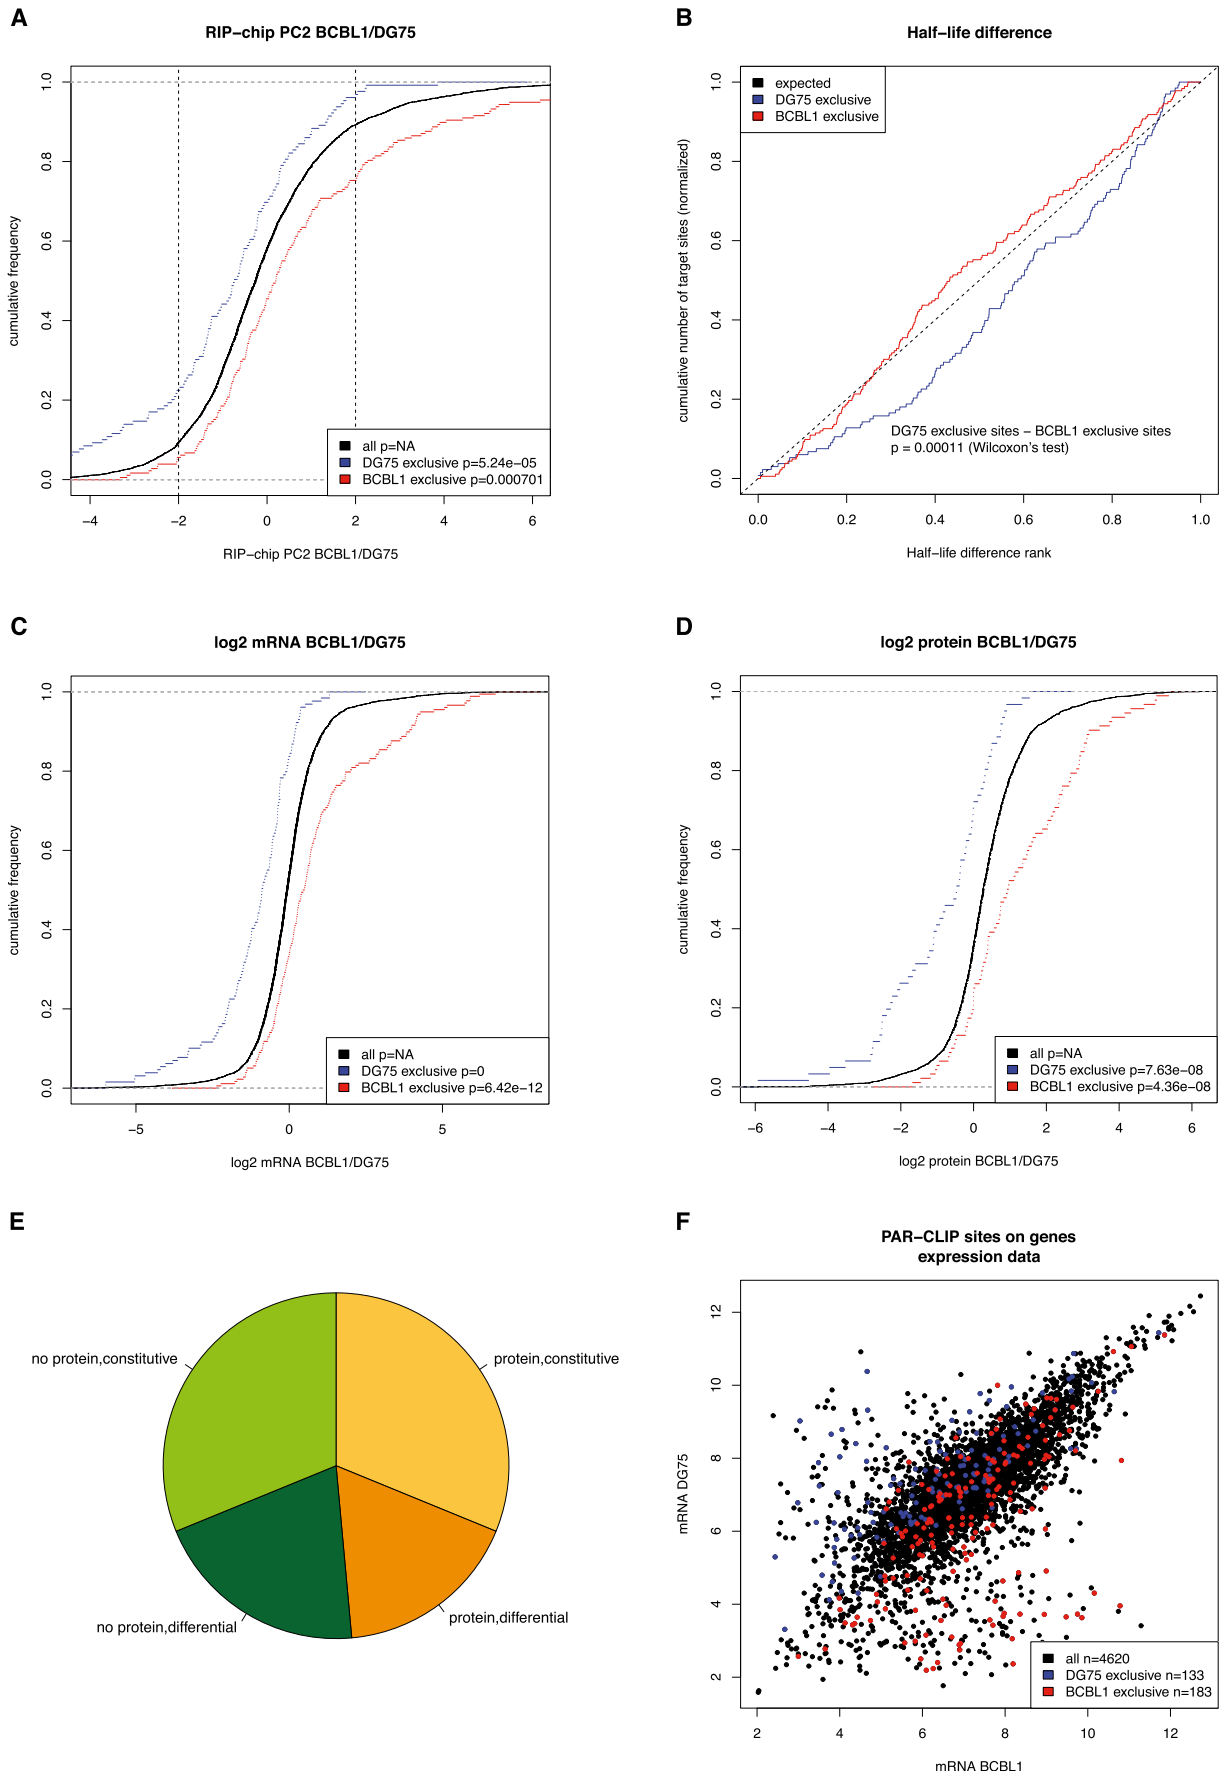 A
RIP−chip PC2 BCBL1/DG75
cumulative frequency
0.0 0.2 0.4 0.6 0.8 1.0
all p=NA
DG75 exclusive p=5.24e−05
BCBL1 exclusive p=0.000701
−4 −2 0 2 4 6
RIP−chip PC2 BCBL1/DG75
B
Half−life difference
cumulative number of target sites (normalized)
0.0 0.2 0.4 0.6 0.8 1.0
expected
DG75 exclusive
BCBL1 exclusive
DG75 exclusive sites − BCBL1 exclusive sites
p = 0.00011 (Wilcoxon's test)
0.0 0.2 0.4 0.6 0.8 1.0
Half−life difference rank
C
log2 mRNA BCBL1/DG75
cumulative frequency
0.0 0.2 0.4 0.6 0.8 1.0
all p=NA
DG75 exclusive p=0
BCBL1 exclusive p=6.42e−12
−5 0 5
log2 mRNA BCBL1/DG75
D
log2 protein BCBL1/DG75
cumulative frequency
0.0 0.2 0.4 0.6 0.8 1.0
all p=NA
DG75 exclusive p=7.63e−08
BCBL1 exclusive p=4.36e−08
−6 −4 −2 0 2 4 6
log2 protein BCBL1/DG75
E
no protein,constitutive
protein,constitutive
no protein,differential
protein,differential
F
PAR−CLIP sites on genes
expression data
mRNA DG75
2 4 6 8 10 12
all n=4620
DG75 exclusive n=133
BCBL1 exclusive n=183
2 4 6 8 10 12
mRNA BCBL1